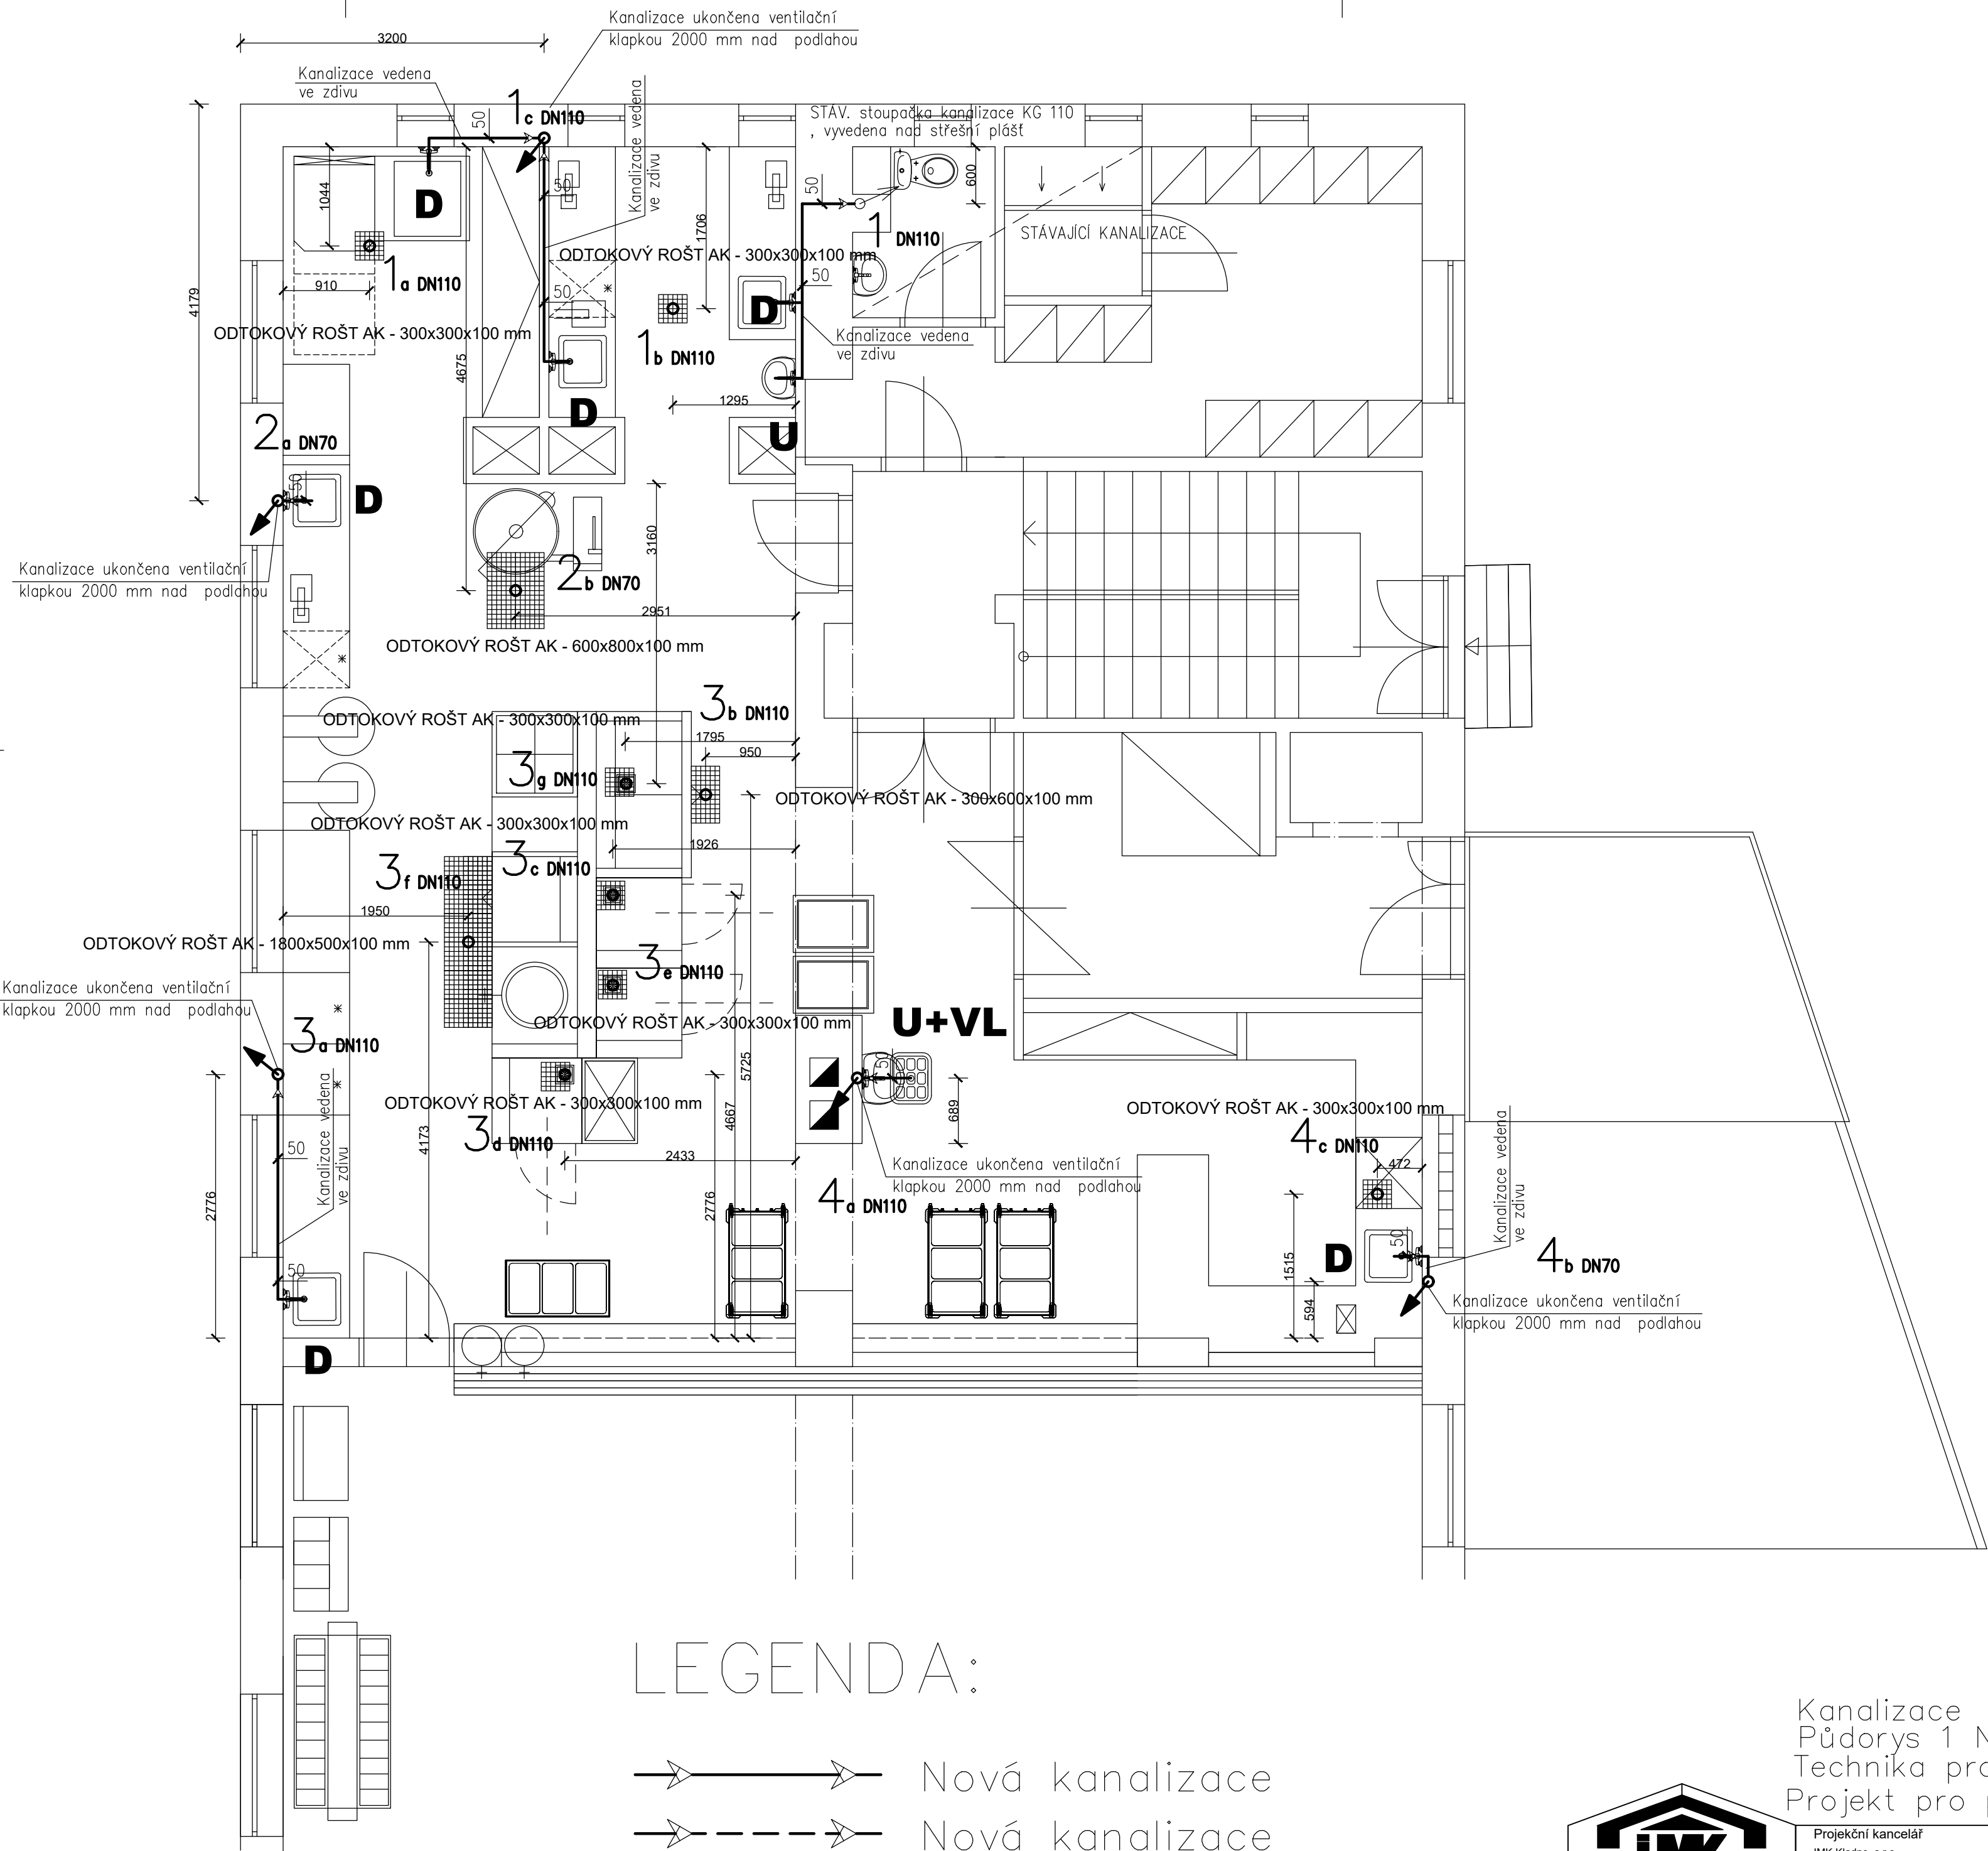 Kanalizace ukončena ventilační
klapkou 2000 mm nad podlahou
3200
Kanalizace vedena
ve zdivu
1c DN110
50
Kanalizace vedena
ve zdivu
STÁV. stoupačka kanalizace KG 110
, vyvedena nad střešní plášť
D
1044
50
1706
50
600
1 DN110
STÁVAJÍCÍ KANALIZACE
ODTOKOVÝ ROŠT AK - 300x300x100 mm
1a DN110
910
50
*
50
D
4179
ODTOKOVÝ ROŠT AK - 300x300x100 mm
4675
1b DN110
Kanalizace vedena
ve zdivu
1295
D
2a DN70
U
50
D
3160
Kanalizace ukončena ventilační
klapkou 2000 mm nad podlahou
2b DN70
2951
ODTOKOVÝ ROŠT AK - 600x800x100 mm
*
3b DN110
ODTOKOVÝ ROŠT AK - 300x300x100 mm
1795
950
3g DN110
ODTOKOVÝ ROŠT AK - 300x600x100 mm
ODTOKOVÝ ROŠT AK - 300x300x100 mm
1926
3c DN110
3f DN110
1950
ODTOKOVÝ ROŠT AK - 1800x500x100 mm
3e DN110
Kanalizace ukončena ventilační
klapkou 2000 mm nad podlahou
*
ODTOKOVÝ ROŠT AK - 300x300x100 mm
U+VL
3a DN110
5725
50
*
Kanalizace vedena
ve zdivu
ODTOKOVÝ ROŠT AK - 300x300x100 mm
4667
689
ODTOKOVÝ ROŠT AK - 300x300x100 mm
3d DN110
4173
50
2433
4c DN110
472
Kanalizace vedena
ve zdivu
Kanalizace ukončena ventilační
klapkou 2000 mm nad podlahou
4a DN110
2776
2776
50
D
1515
50
4b DN70
594
Kanalizace ukončena ventilační
klapkou 2000 mm nad podlahou
D
LEGENDA:
Nová kanalizace
Nová kanalizace
Kanalizace
Půdorys 1
Technika
Projekt pro
Projekční kancelář
IMK